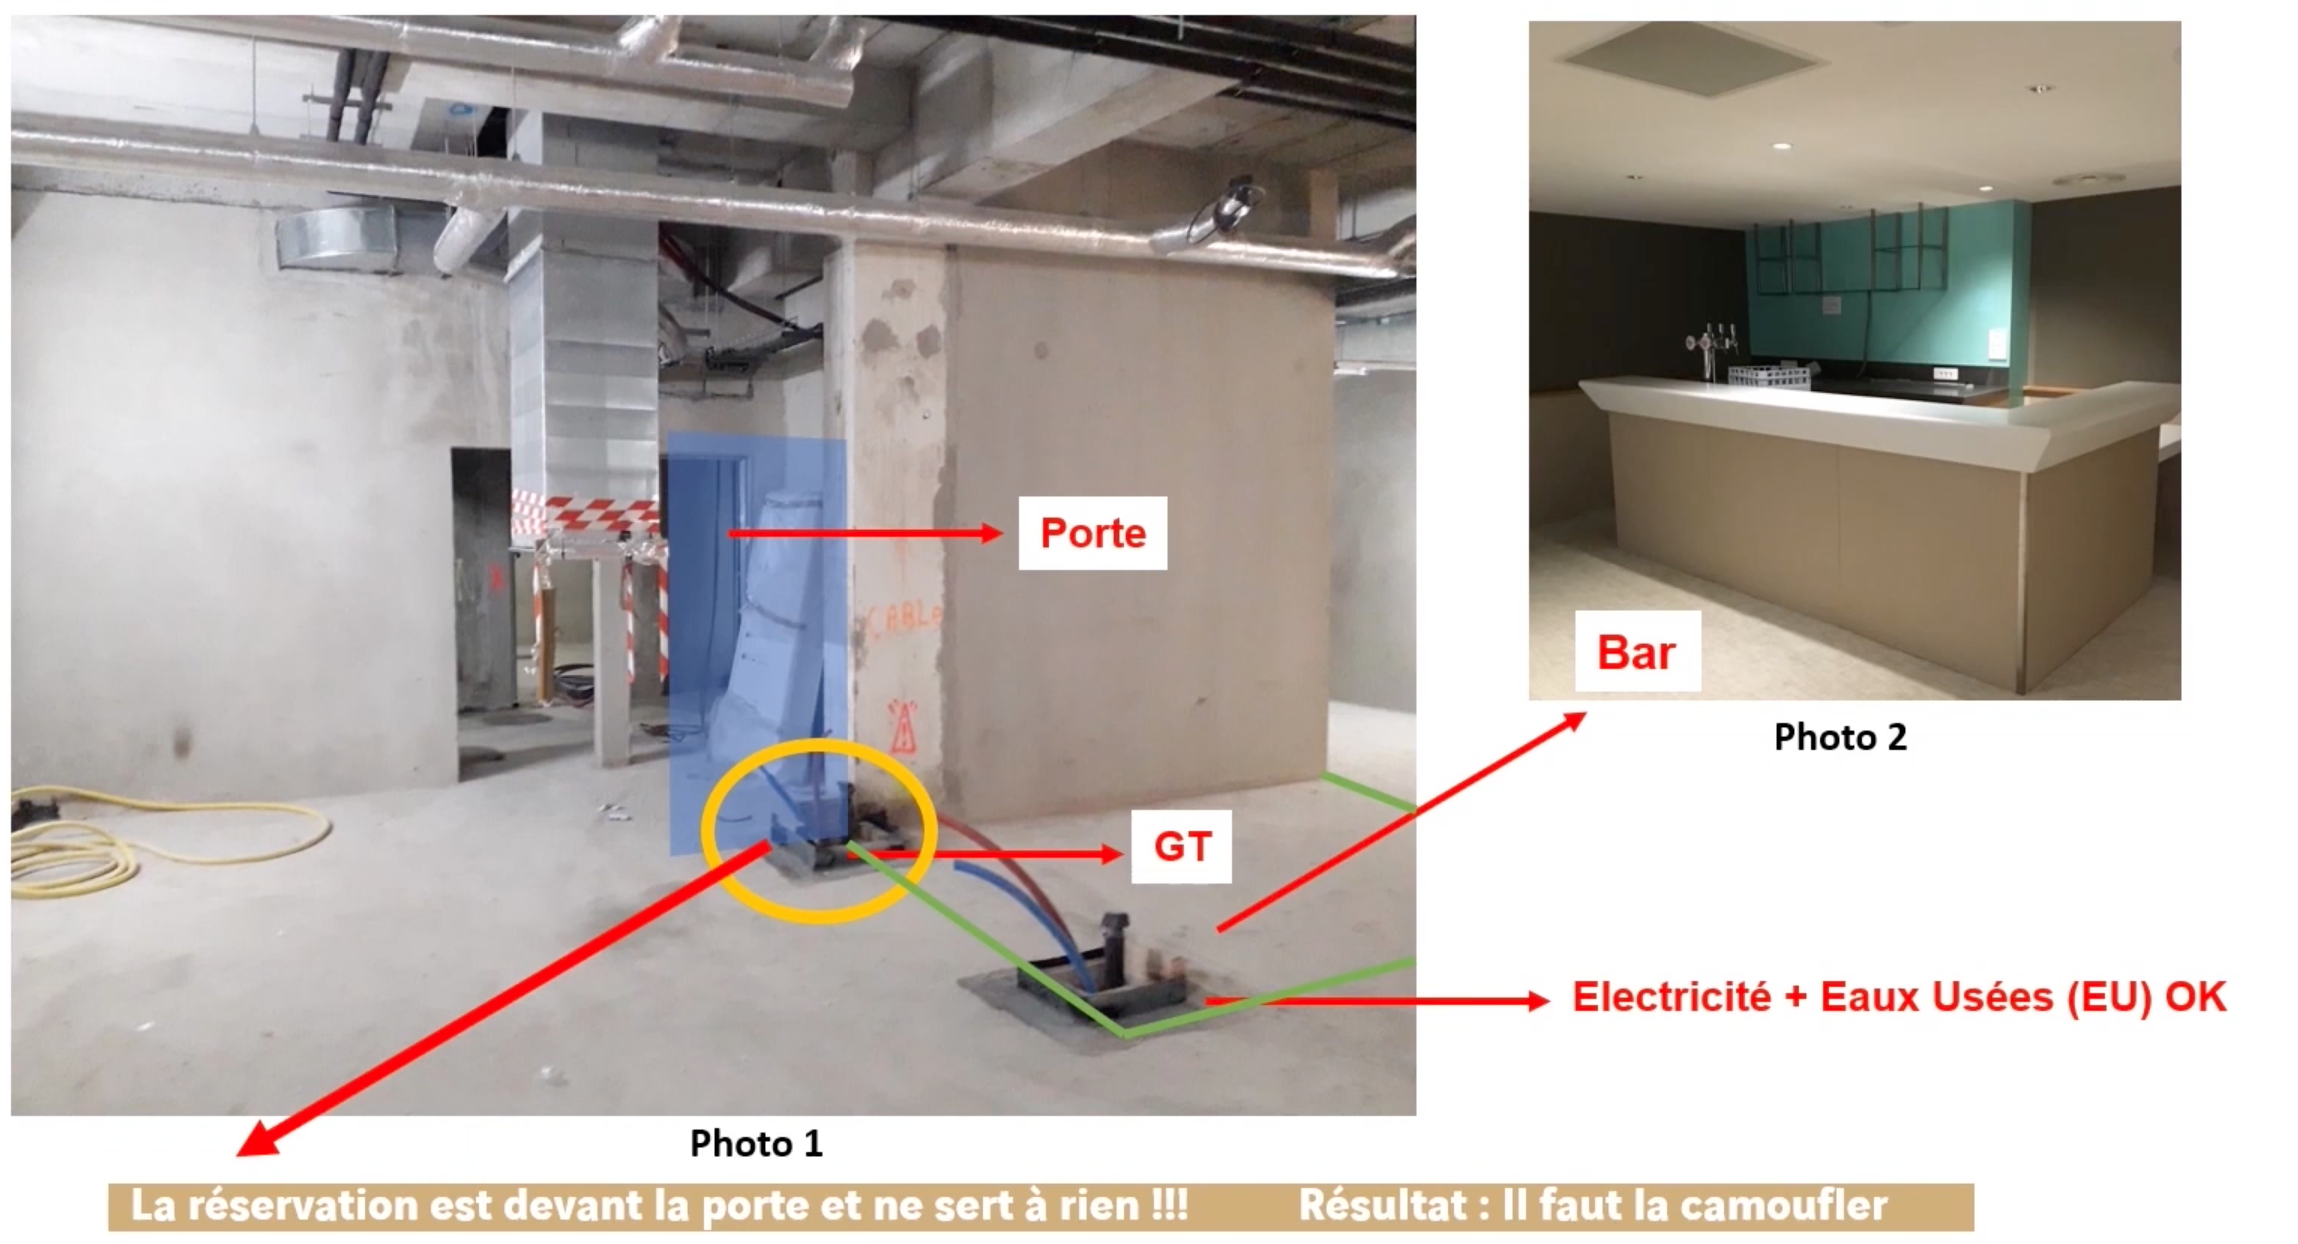 Porte
CABLE
GT
Bar
Photo 2
Electricité + Eaux Usées (EU) OK
Photo 1
La réservation est devant la porte et ne sert à rien !!! Résultat : Il faut la camoufler